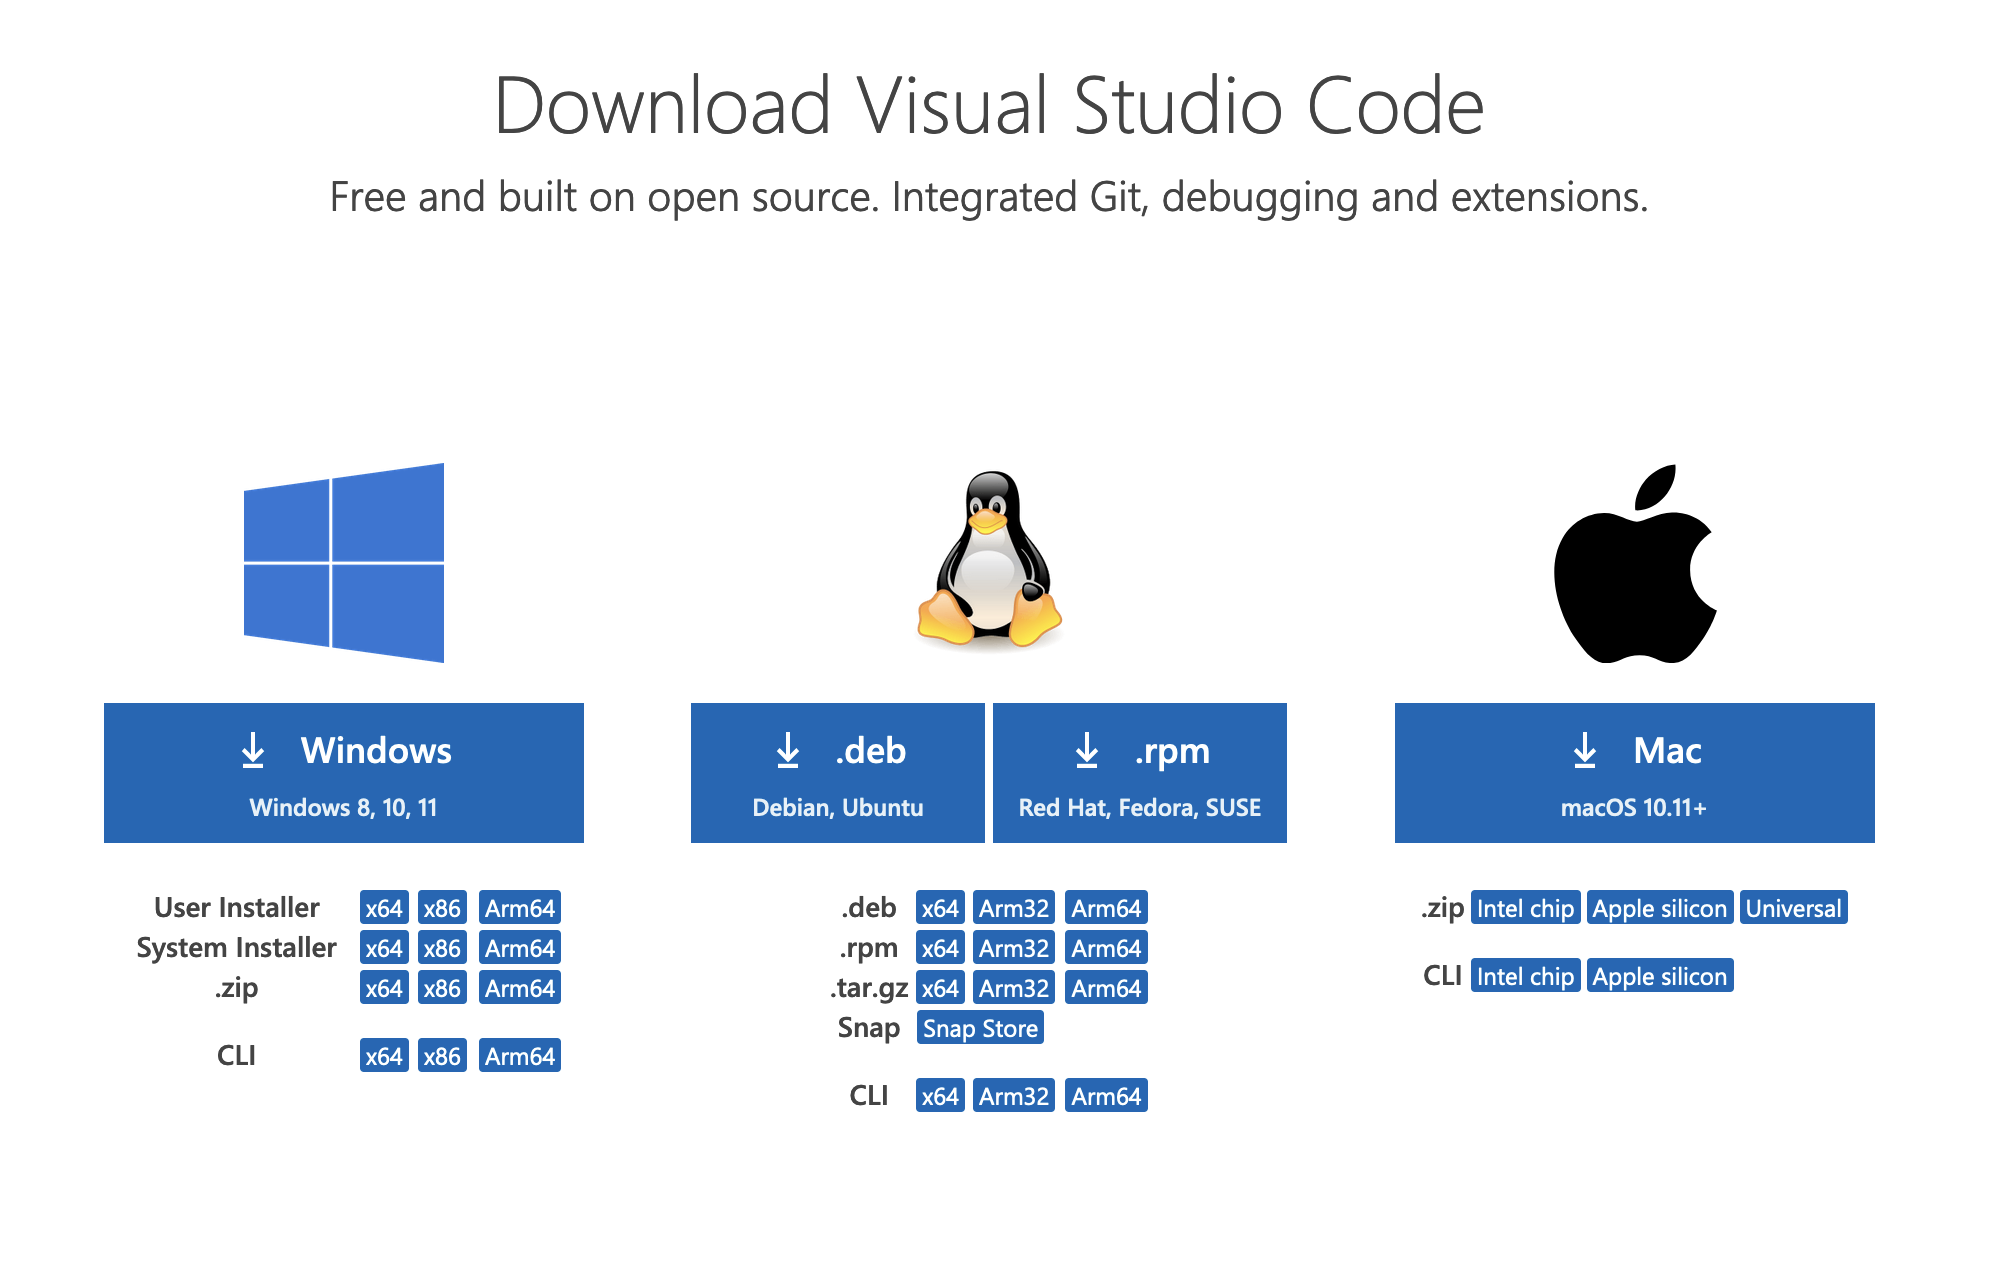 Download Visual Studio Code
Free and built on open source. Integrated Git, debugging and extensions.
Windows
Windows 8, 10, 11
User Installer x64 x86 Arm64
System Installer x64 x86 Arm64
.zip x64 x86 Arm64
CLI x64 x86 Arm64
.deb
Debian, Ubuntu
.rpm
Red Hat, Fedora, SUSE
.deb x64 Arm32 Arm64
.rpm x64 Arm32 Arm64
.tar.gz x64 Arm32 Arm64
Snap Snap Store
CLI x64 Arm32 Arm64
Mac
macOS 10.11+
.zip Intel chip Apple silicon Universal
CLI Intel chip Apple silicon